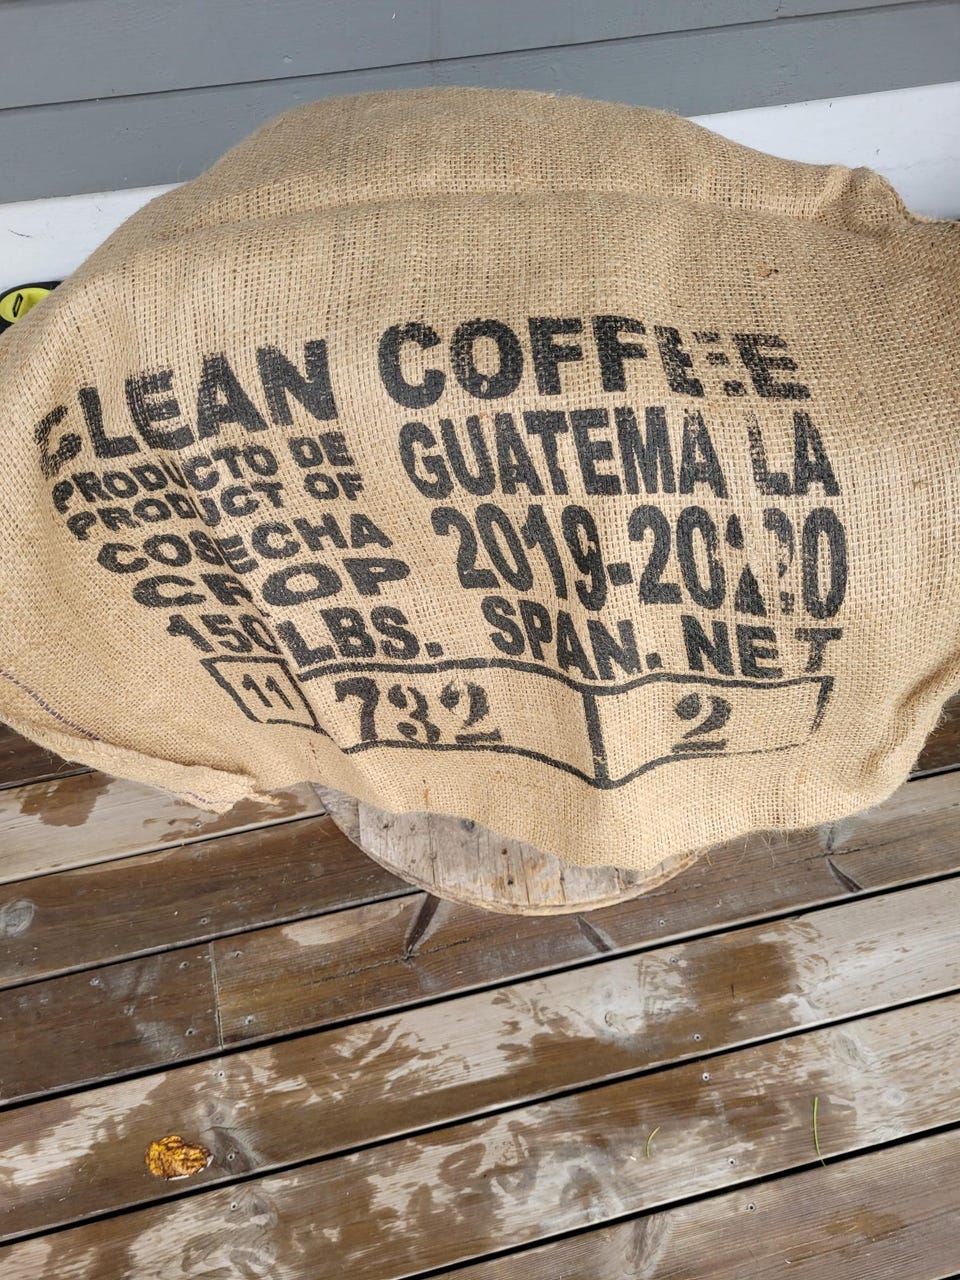 CLEAN COFFEE
PRODUCTO DE
PRODUCT OF
GUATEMALA
COSECHA
CROP
2019-2020
150 LBS. SPAN. NET
11 732 2